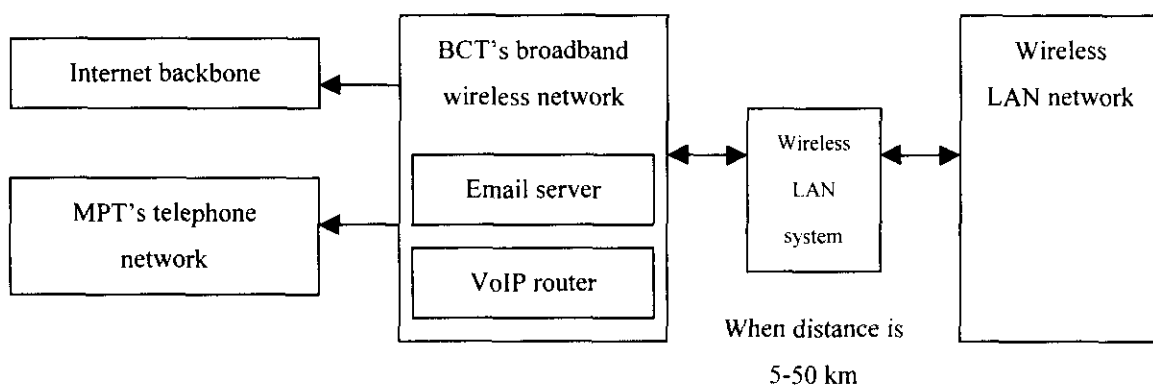 Internet backbone
MPT's telephone
network
BCT's broadband
wireless network
Email server
VoIP router
Wireless
LAN
system
When distance is
5-50 km
Wireless
LAN network